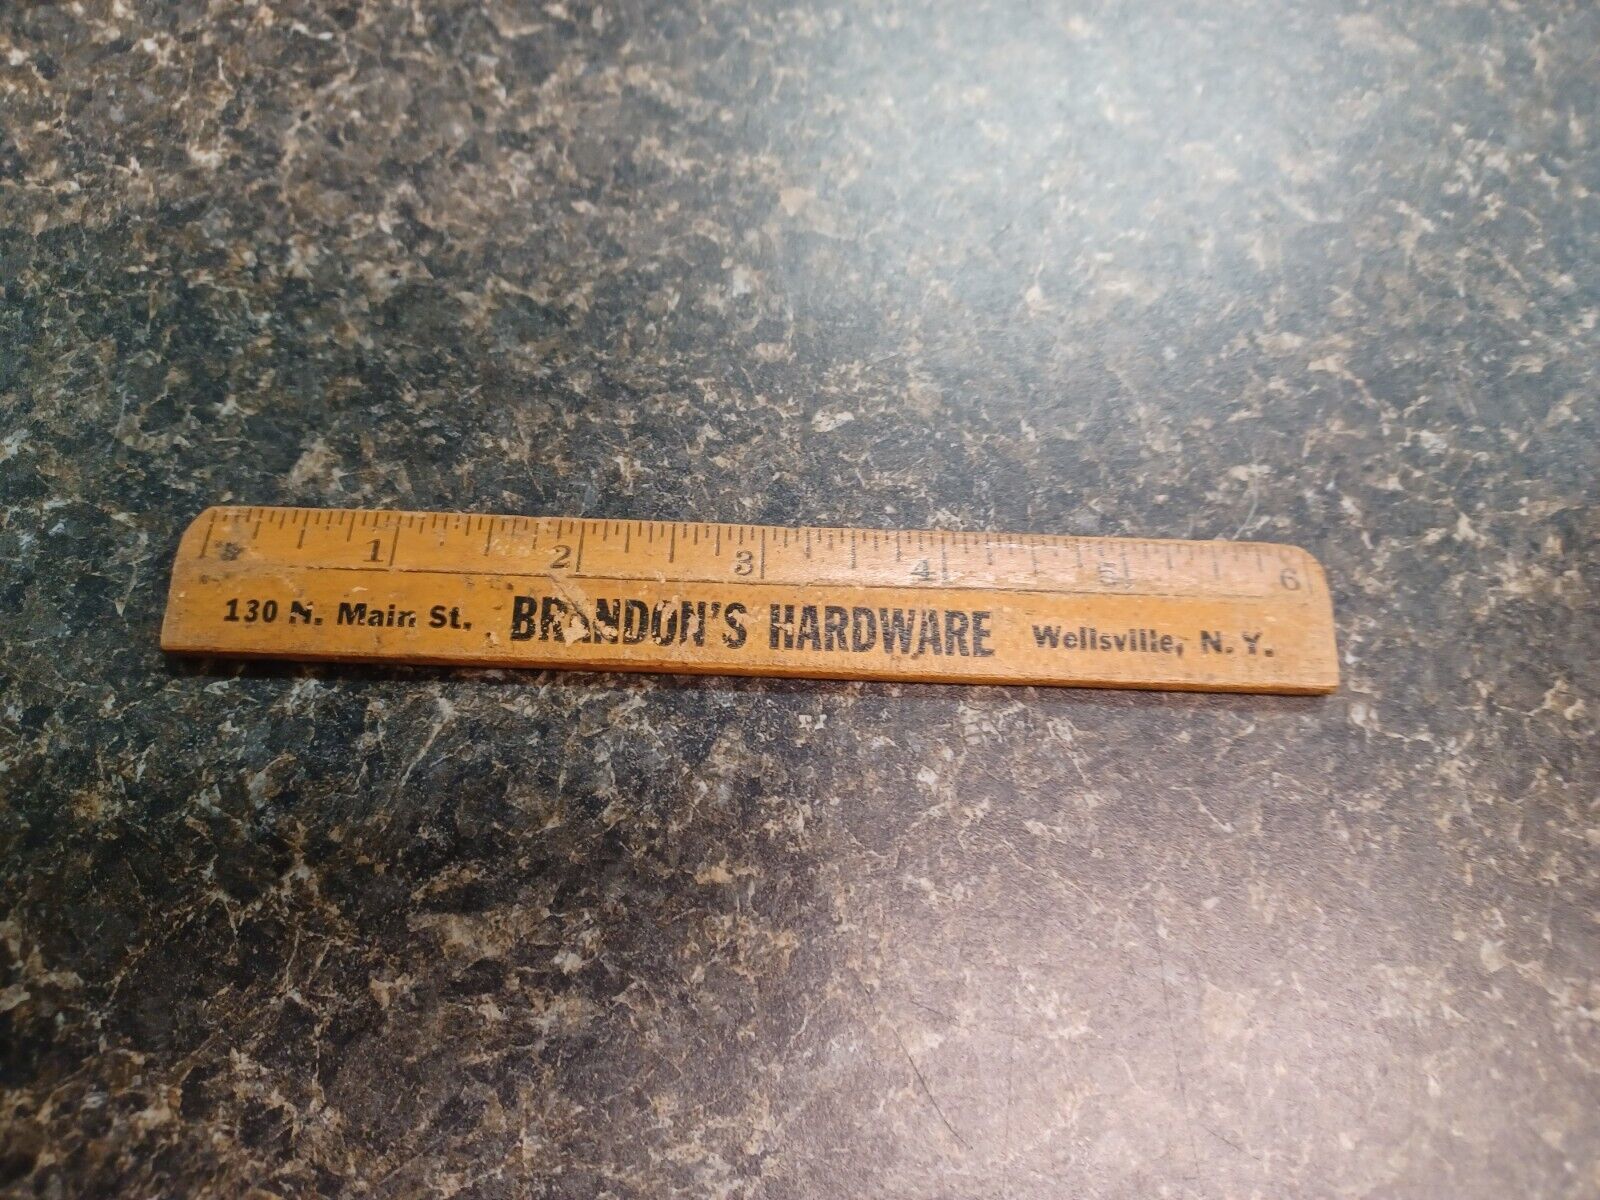 1 2 3 4 5 6
130 N. Main St. BRANDON'S HARDWARE Wellsville, N. Y.